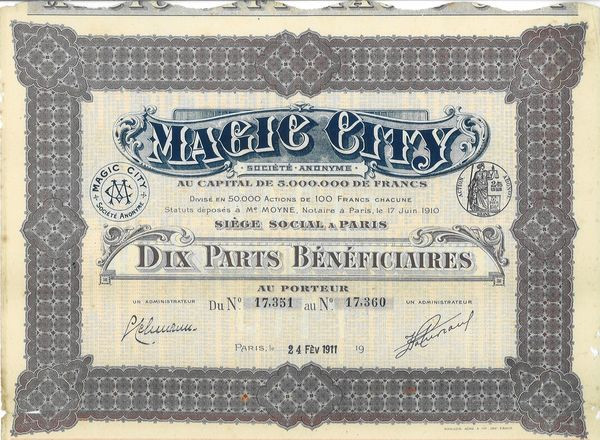 MAGIC CITY
SOCIÉTÉ - ANONYME
AU CAPITAL DE 5.000.000 DE FRANCS
DIVISÉ EN 50.000 ACTIONS DE 100 FRANCS CHACUNE
Statuts déposés à Me MOYNE, Notaire à Paris, le 17 Juin 1910
SIÈGE SOCIAL A PARIS
MAGIC CITY
SOCIÉTÉ ANONYME
DIX PARTS BÉNÉFICIAIRES
AU PORTEUR
UN ADMINISTRATEUR
DU No 17.351 AU No 17.360
UN ADMINISTRATEUR
PARIS, le 24 FÉV 1911 19